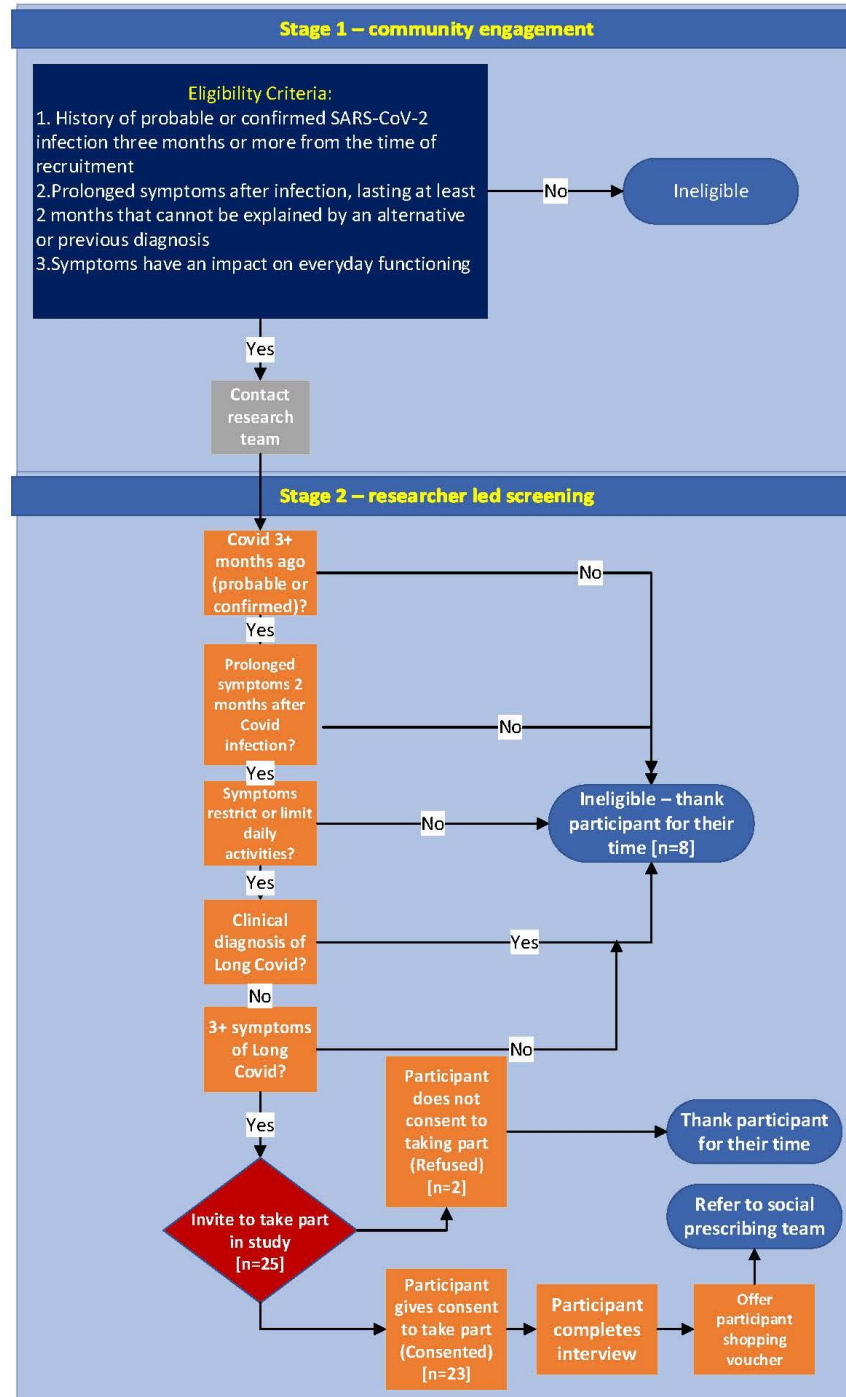 Stage 1 – community engagement
Eligibility Criteria:
1. History of probable or confirmed SARS-CoV-2
infection three months or more from the time of
recruitment
2.Prolonged symptoms after infection, lasting at least
2 months that cannot be explained by an alternative
or previous diagnosis
3.Symptoms have an impact on everyday functioning
No
Ineligible
Yes
Contact
research
team
Stage 2 – researcher led screening
Covid 3+
months ago
(probable or
confirmed)?
No
Yes
Prolonged
symptoms 2
months after
Covid
infection?
No
Yes
Symptoms
restrict or limit
daily
activities?
No
Ineligible – thank
participant for their
time [n=8]
Yes
Clinical
diagnosis of
Long Covid?
Yes
No
3+ symptoms
of Long
Covid?
No
Yes
Participant
does not
consent to
taking part
(Refused)
[n=2]
Thank participant
for their time
Invite to take part
in study
[n=25]
Refer to social
prescribing team
Participant
gives consent
to take part
(Consented)
[n=23]
Participant
completes
interview
Offer
participant
shopping
voucher